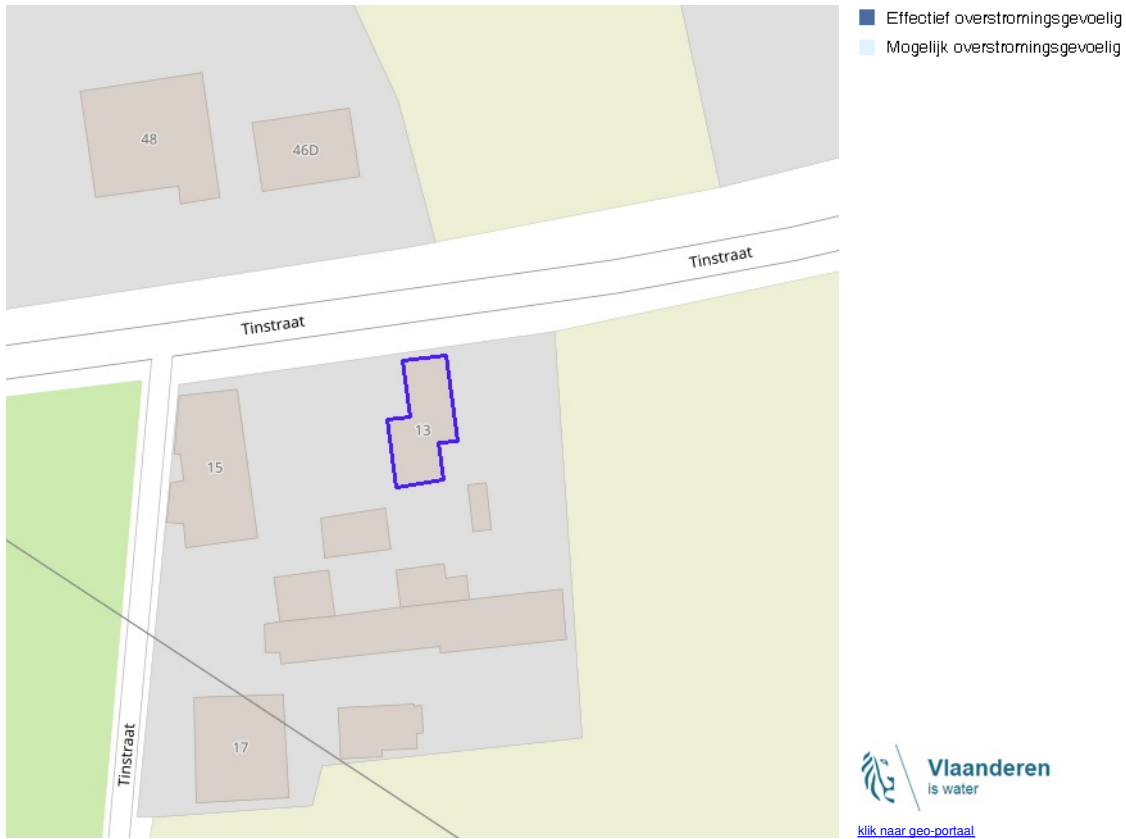 Effectief overstromingsgevoelig
Mogelijk overstromingsgevoelig
48
46D
Tinstraat
Tinstraat
13
15
17
Tinstraat
Vlaanderen
is water
klik naar geo-portaal